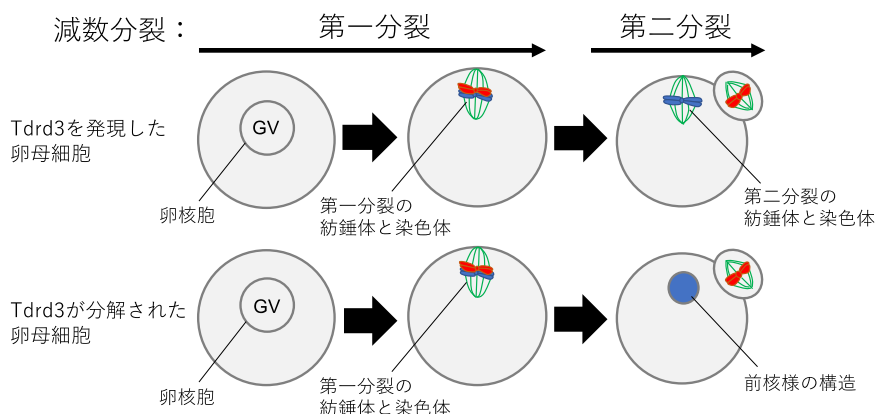 減数分裂：
第一分裂
第二分裂
Tdrd3を発現した
卵母細胞
GV
卵核胞
第一分裂の
紡錘体と染色体
第二分裂の
紡錘体と染色体
Tdrd3が分解された
卵母細胞
GV
卵核胞
第一分裂の
紡錘体と染色体
前核様の構造